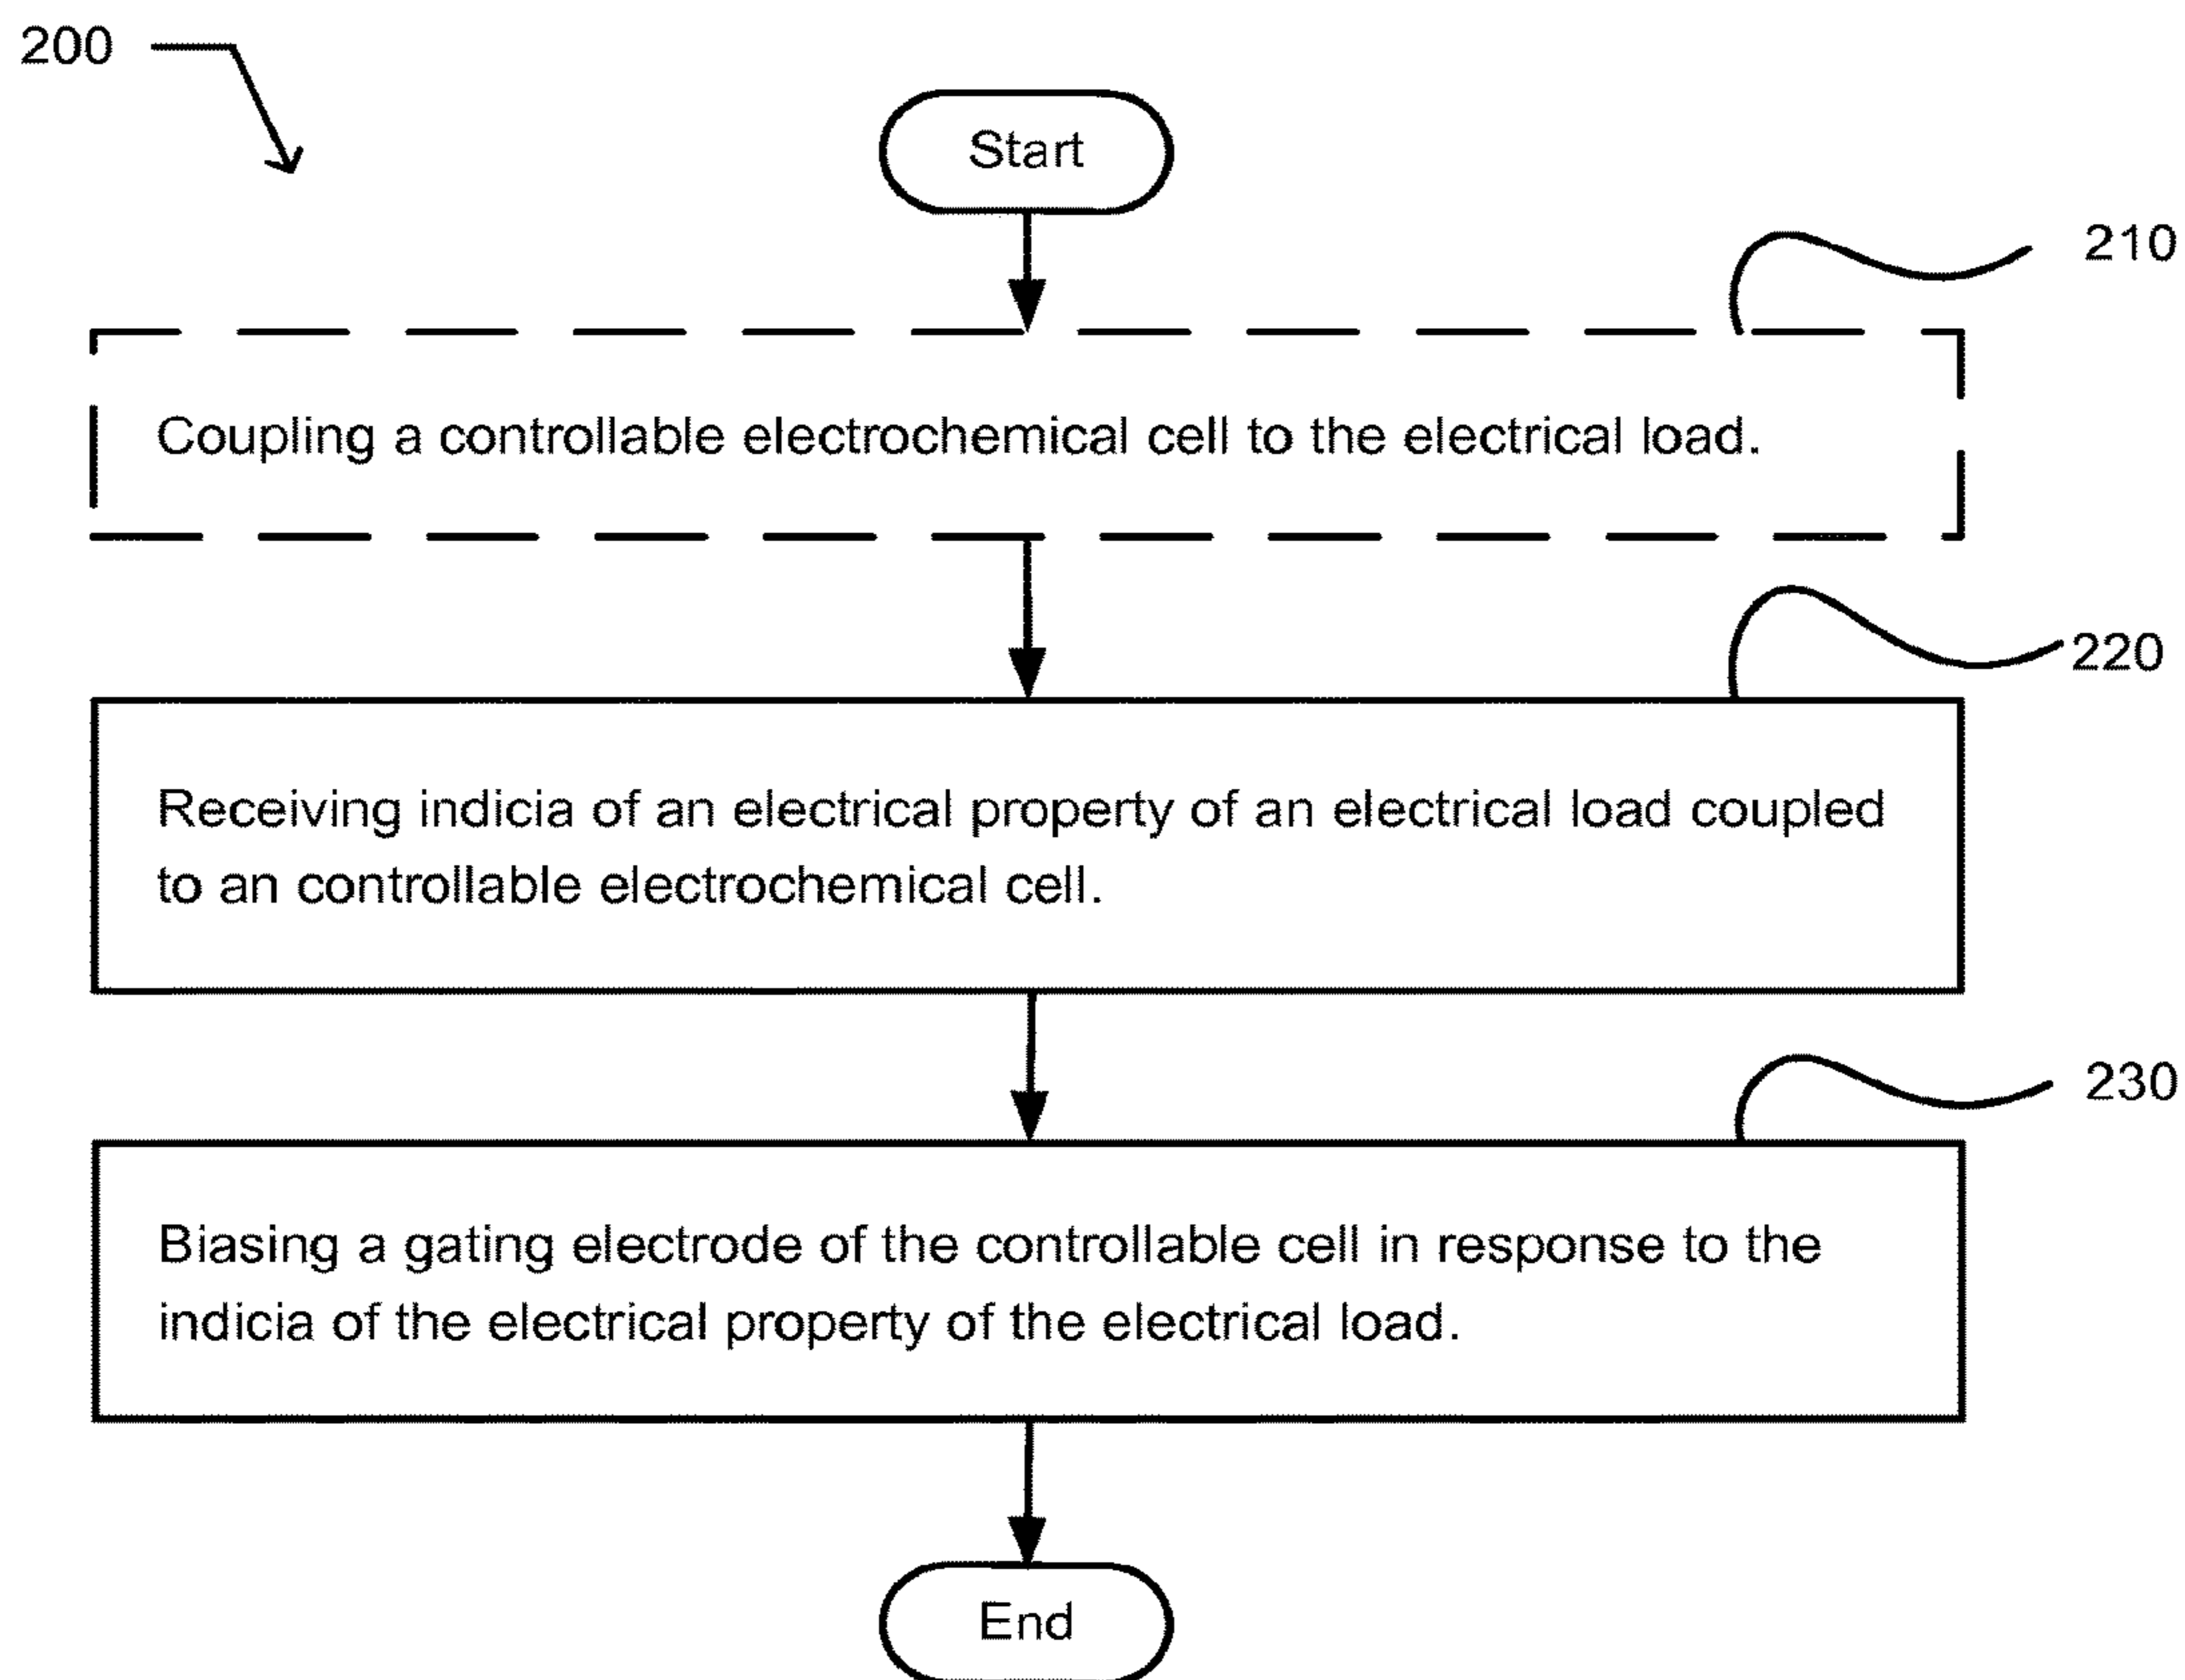 200
Start
210
Coupling a controllable electrochemical cell to the electrical load.
220
Receiving indicia of an electrical property of an electrical load coupled
to an controllable electrochemical cell.
230
Biasing a gating electrode of the controllable cell in response to the
indicia of the electrical property of the electrical load.
End